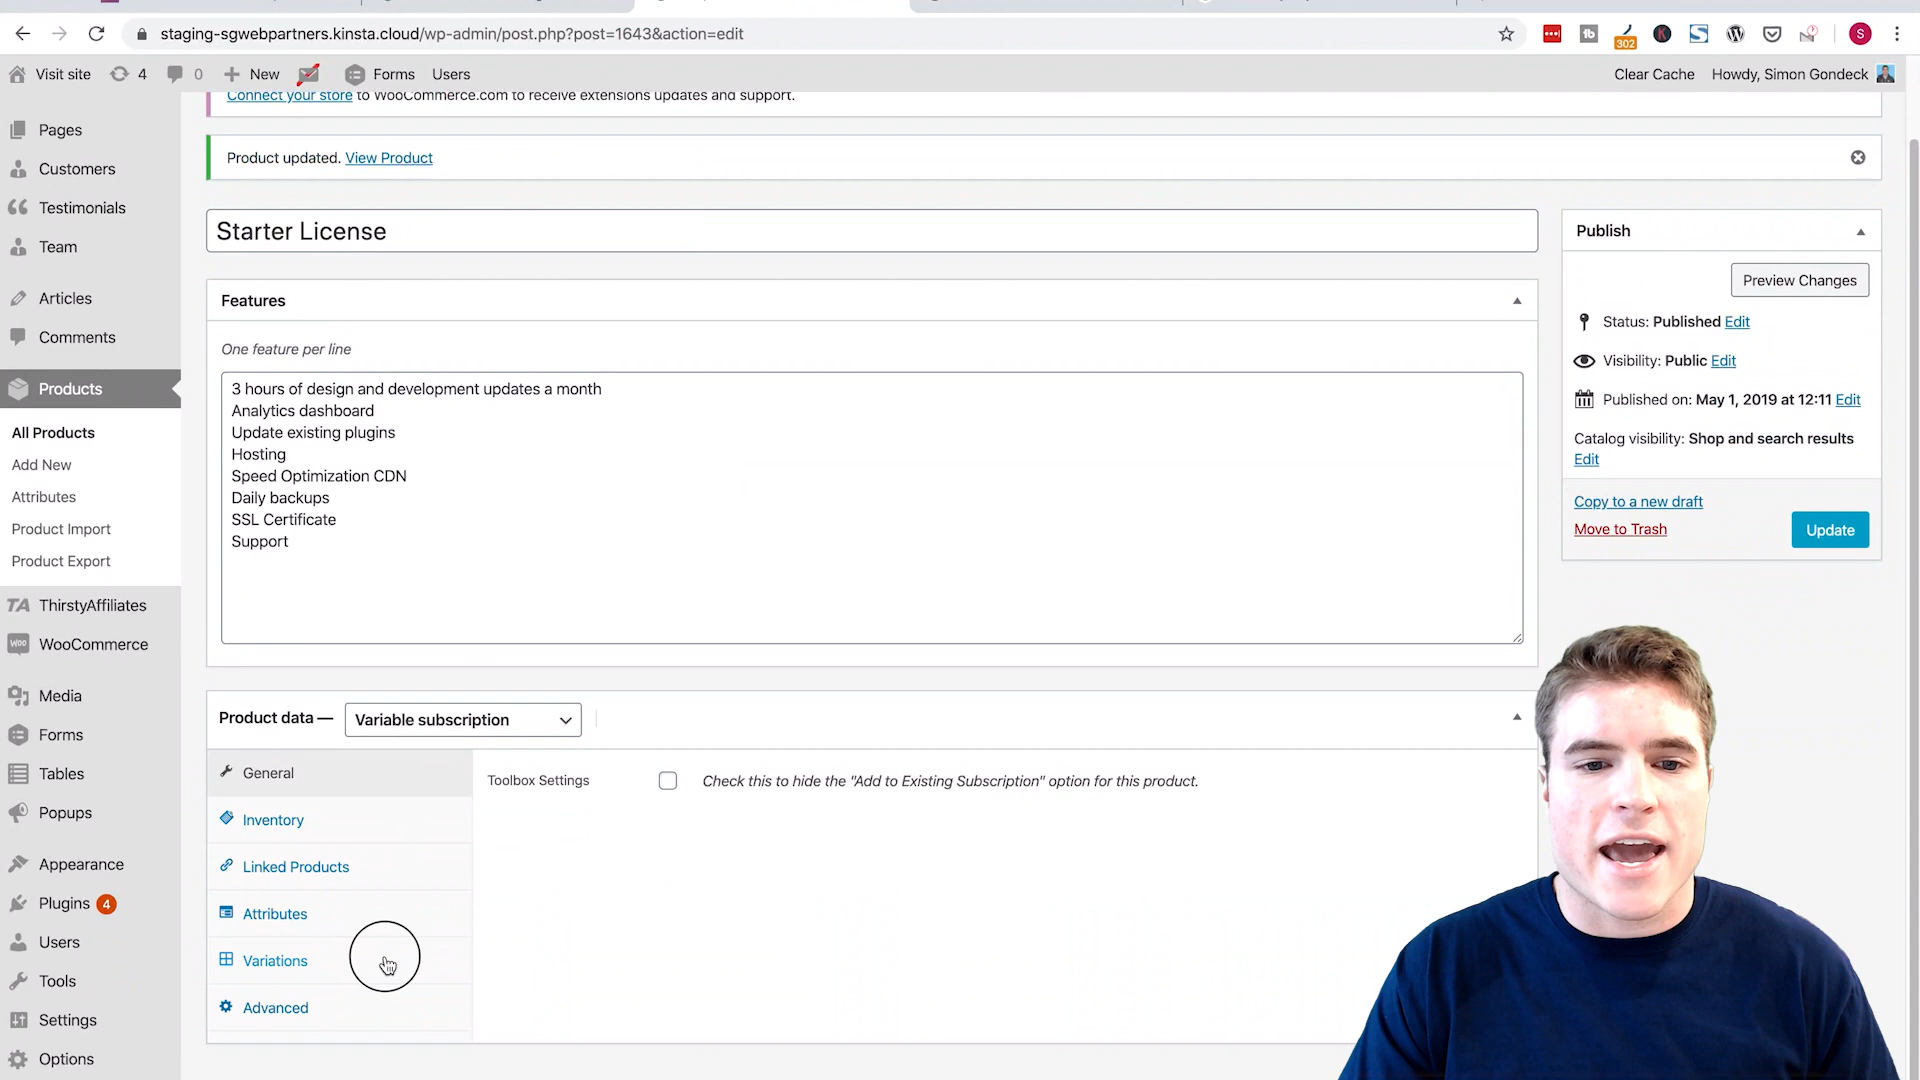 staging-sgwebpartners.kinsta.cloud/wp-admin/post.php?post=1643&action=edit
302
S
Visit site 4 0 New Forms Users
Clear Cache Howdy, Simon Gondeck
Connect your store to WooCommerce.com to receive extensions updates and support.
Product updated. View Product
Pages
Customers
Testimonials
Team
Articles
Comments
Products
All Products
Add New
Attributes
Product Import
Product Export
TA ThirstyAffiliates
Woo WooCommerce
Media
Forms
Tables
Popups
Appearance
Plugins 4
Users
Tools
Settings
Options
Starter License
Features
One feature per line
3 hours of design and development updates a month
Analytics dashboard
Update existing plugins
Hosting
Speed Optimization CDN
Daily backups
SSL Certificate
Support
Product data — Variable subscription
General
Inventory
Linked Products
Attributes
Variations
Advanced
Toolbox Settings Check this to hide the "Add to Existing Subscription" option for this product.
Publish
Preview Changes
Status: Published Edit
Visibility: Public Edit
Published on: May 1, 2019 at 12:11 Edit
Catalog visibility: Shop and search results
Edit
Copy to a new draft
Move to Trash
Update